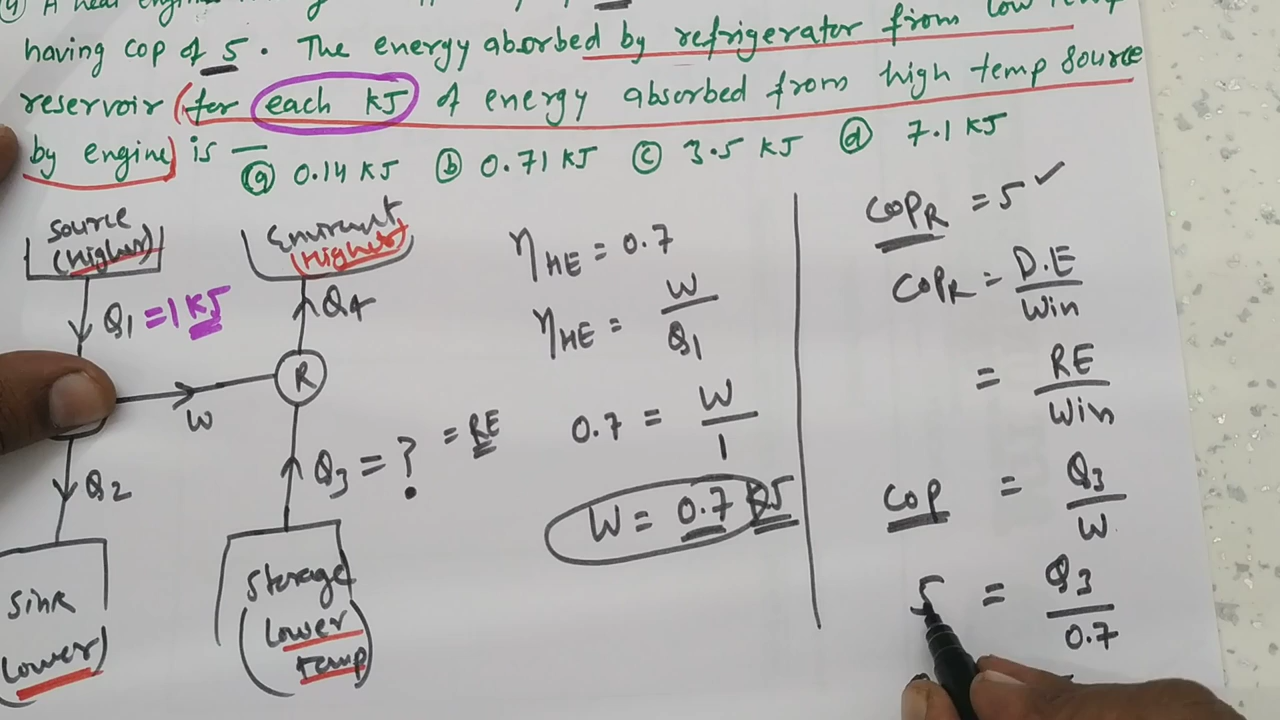 A heat
having cop of 5. The energy aborbed by refrigerator from low temp
reservoir (for each KJ of energy absorbed from high temp source
by engine) is —
(a) 0.14 KJ (b) 0.71 KJ (c) 3.5 KJ (d) 7.1 KJ
Source
(Higher)
Q1 = 1 KJ
W
Q2
Sink
(Lower)
(Higher)
Q4
R
Q3 = ? = RE
Storage
(Lower
temp)
ηHE = 0.7
ηHE = W/Q1
0.7 = W/1
W = 0.7 KJ
COPR = 5 ✓
COPR = D.E/Win
= RE/Win
COP = Q3/W
5 = Q3/0.7